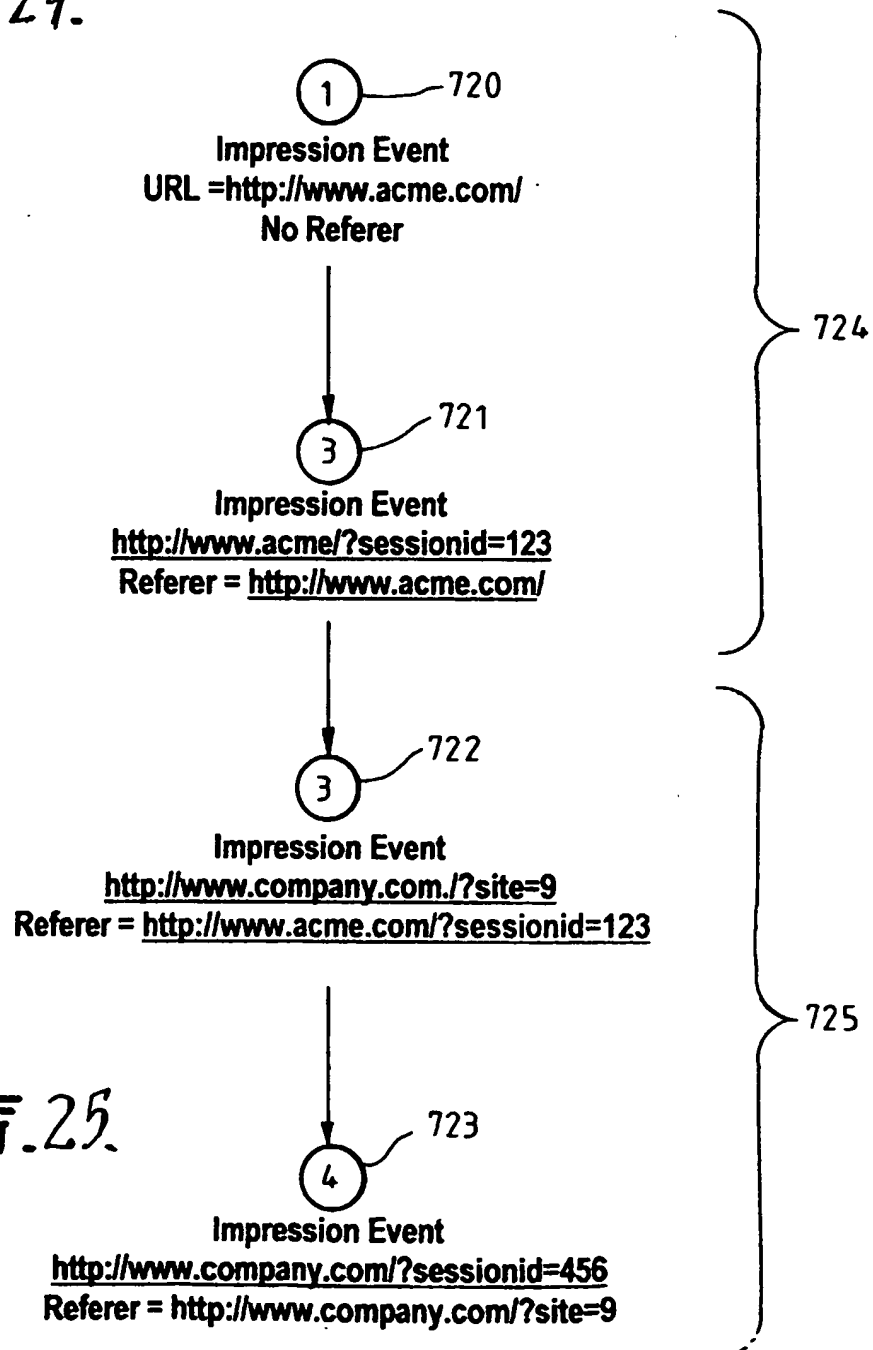 24.
1
720
Impression Event
URL =http://www.acme.com/
No Referer
724
721
3
Impression Event
http://www.acme/?sessionid=123
Referer = http://www.acme.com/
722
3
Impression Event
http://www.company.com./?site=9
Referer = http://www.acme.com/?sessionid=123
725
.25.
723
4
Impression Event
http://www.company.com/?sessionid=456
Referer = http://www.company.com/?site=9